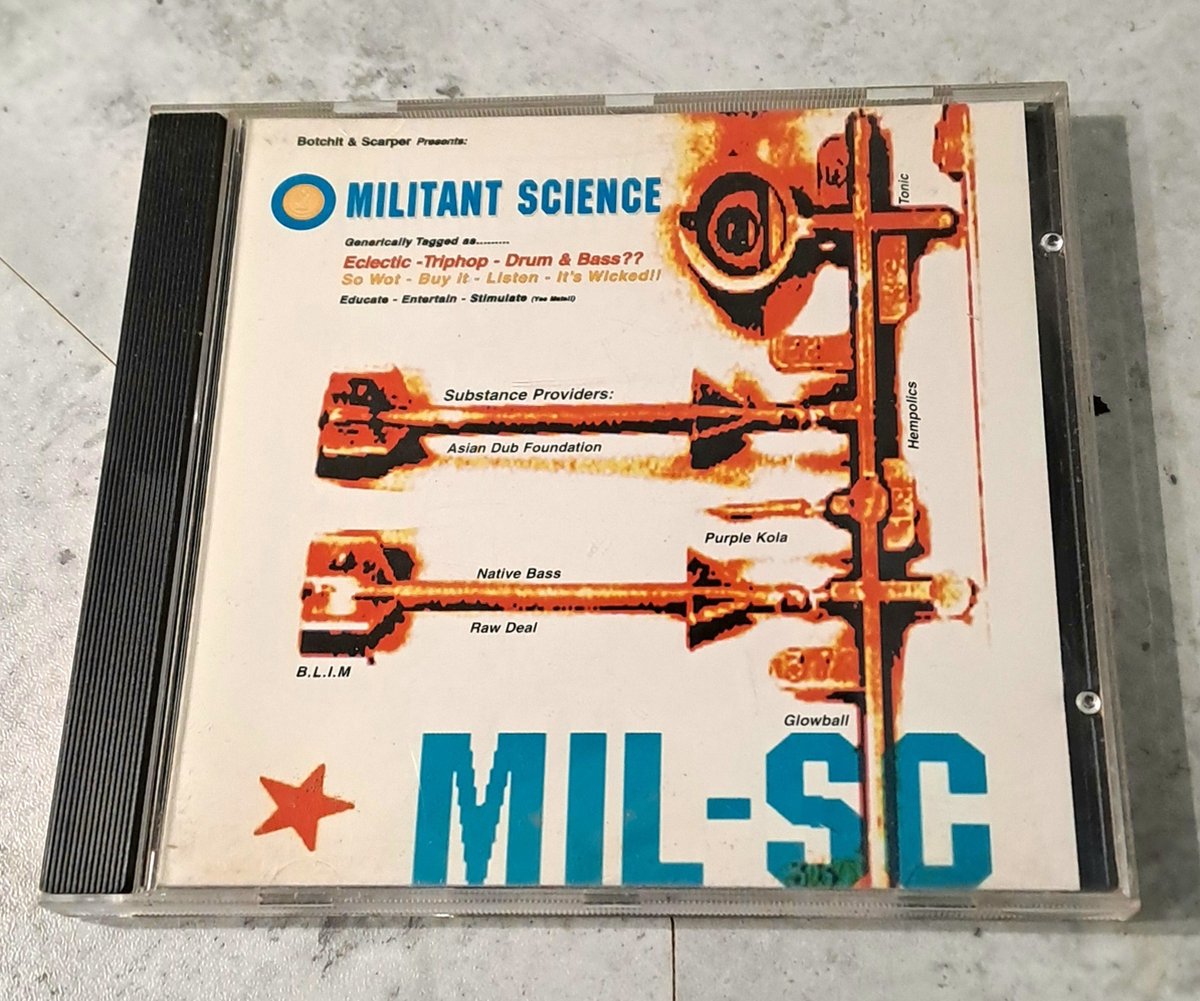 Botchit & Scarper Presents:
MILITANT SCIENCE
Generically Tagged as.........
Eclectic -Triphop - Drum & Bass??
So Wot - Buy it - Listen - It's Wicked!!
Educate - Entertain - Stimulate
Tonic
Substance Providers:
Asian Dub Foundation
Hempolics
Purple Kola
Native Bass
Raw Deal
B.L.I.M
Glowball
MIL-SC